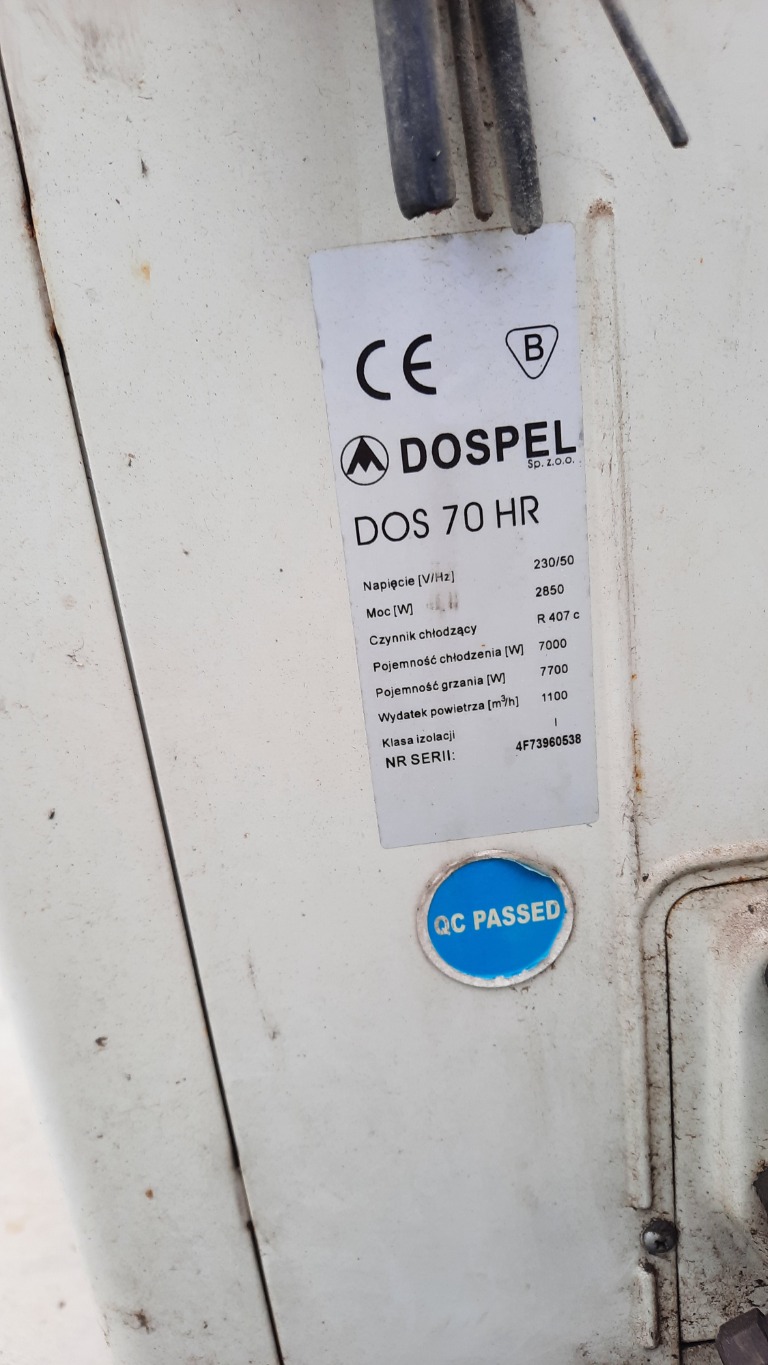 CE B
DOSPEL
Sp. z.o.o.
DOS 70 HR
Napięcie [V/Hz] 230/50
Moc [W] 2850
Czynnik chłodzący R 407 c
Pojemność chłodzenia [W] 7000
Pojemność grzania [W] 7700
Wydatek powietrza [m³/h] 1100
Klasa izolacji I
NR SERII: 4F73960538
QC PASSED